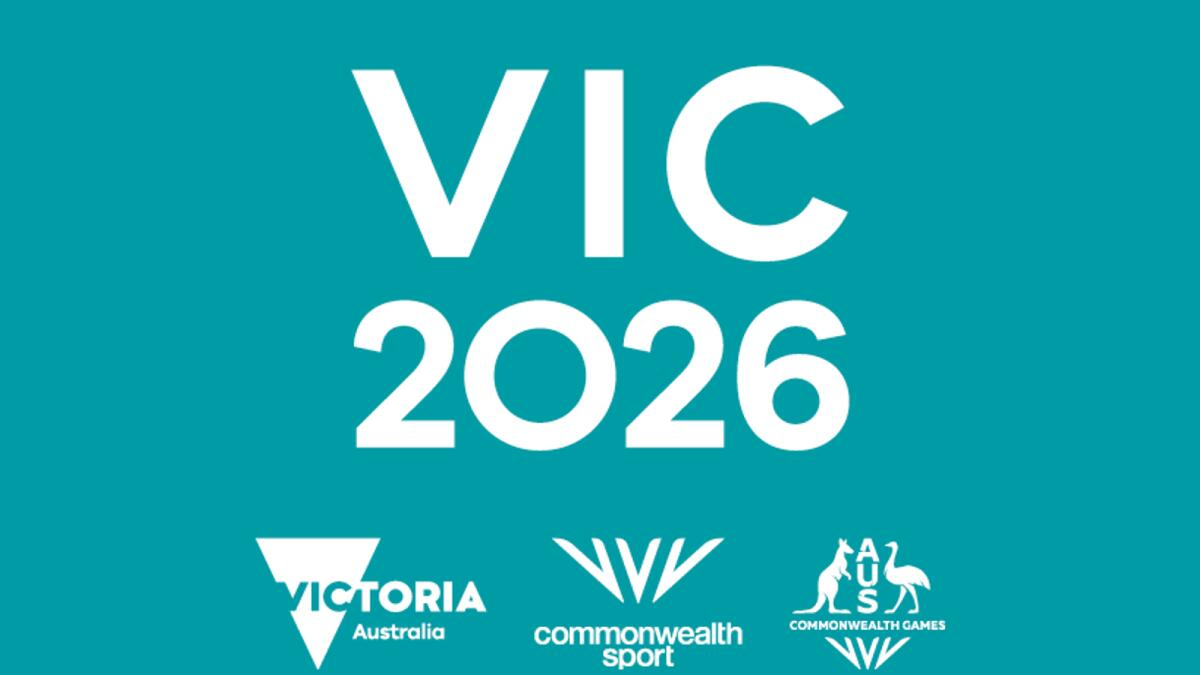 VIC
2026
VICTORIA
Australia
commonwealth
sport
AUS
COMMONWEALTH GAMES